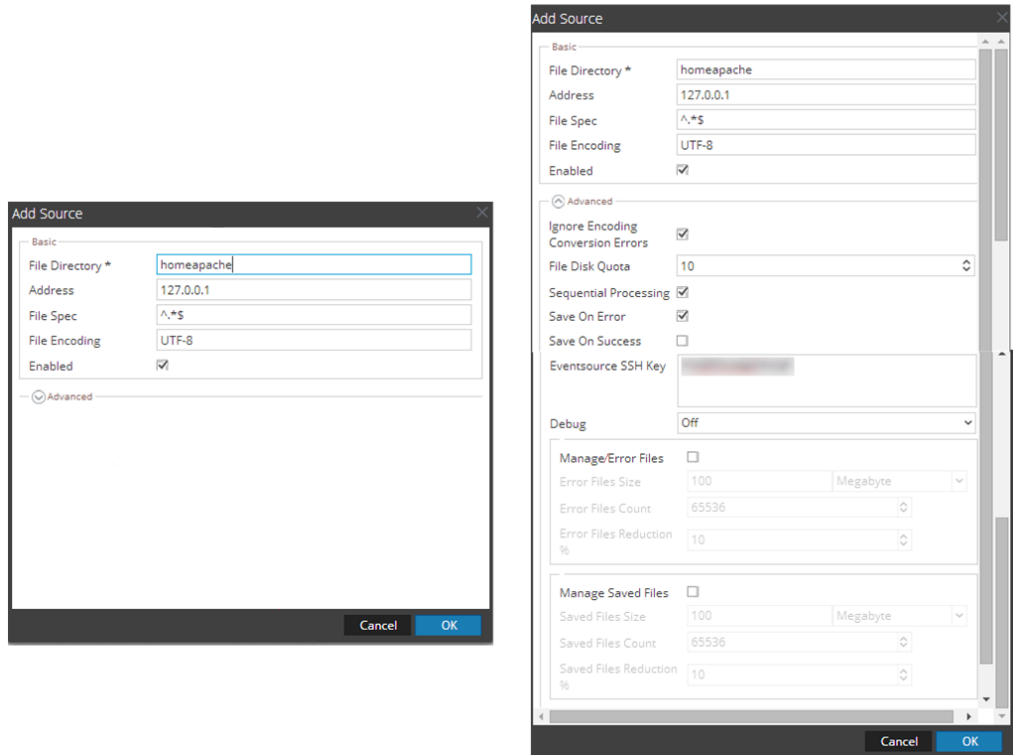 Add Source
Basic
File Directory * homeapache
Address 127.0.0.1
File Spec ^.*$
File Encoding UTF-8
Enabled
Advanced
Cancel OK
Add Source
Basic
File Directory * homeapache
Address 127.0.0.1
File Spec ^.*$
File Encoding UTF-8
Enabled
Advanced
Ignore Encoding
Conversion Errors
File Disk Quota 10
Sequential Processing
Save On Error
Save On Success
Eventsource SSH Key
Debug Off
Manage/Error Files
Error Files Size 100 Megabyte
Error Files Count 65536
Error Files Reduction
% 10
Manage Saved Files
Saved Files Size 100 Megabyte
Saved Files Count 65536
Saved Files Reduction
% 10
Cancel OK